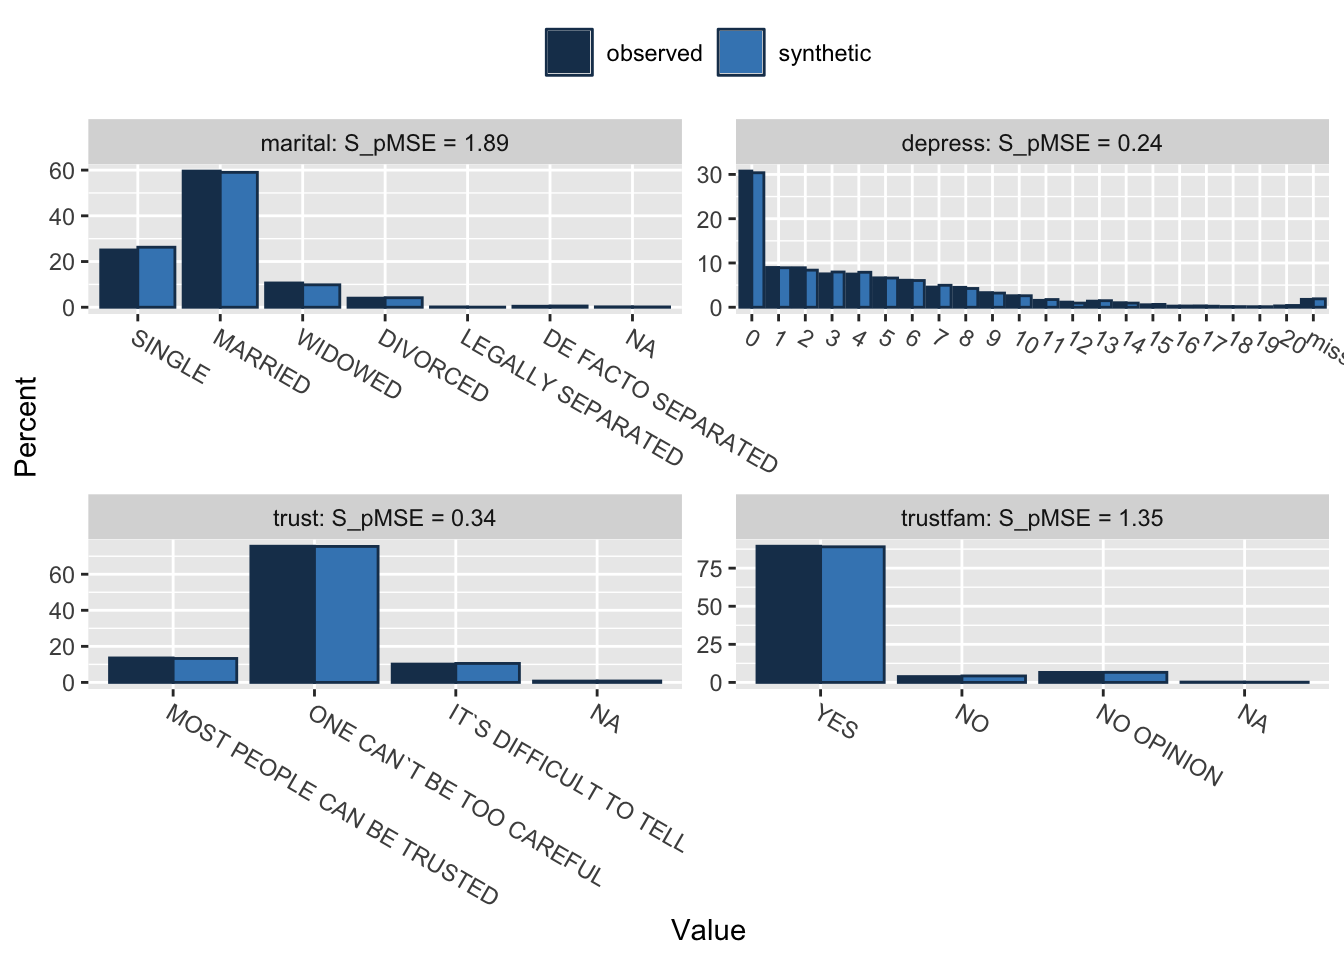 observed
synthetic
marital: S_pMSE = 1.89
60
40
20
0
SINGLE
MARRIED
WIDOWED
DIVORCED
LEGALLY SEPARATED
DE FACTO SEPARATED
NA
depress: S_pMSE = 0.24
30
20
10
0
0 1 2 3 4 5 6 7 8 9 10 11 12 13 14 15 16 17 18 19 20 miss
Percent
trust: S_pMSE = 0.34
60
40
20
0
MOST PEOPLE CAN BE TRUSTED
ONE CAN`T BE TOO CAREFUL
IT`S DIFFICULT TO TELL
NA
trustfam: S_pMSE = 1.35
75
50
25
0
YES
NO
NO OPINION
NA
Value